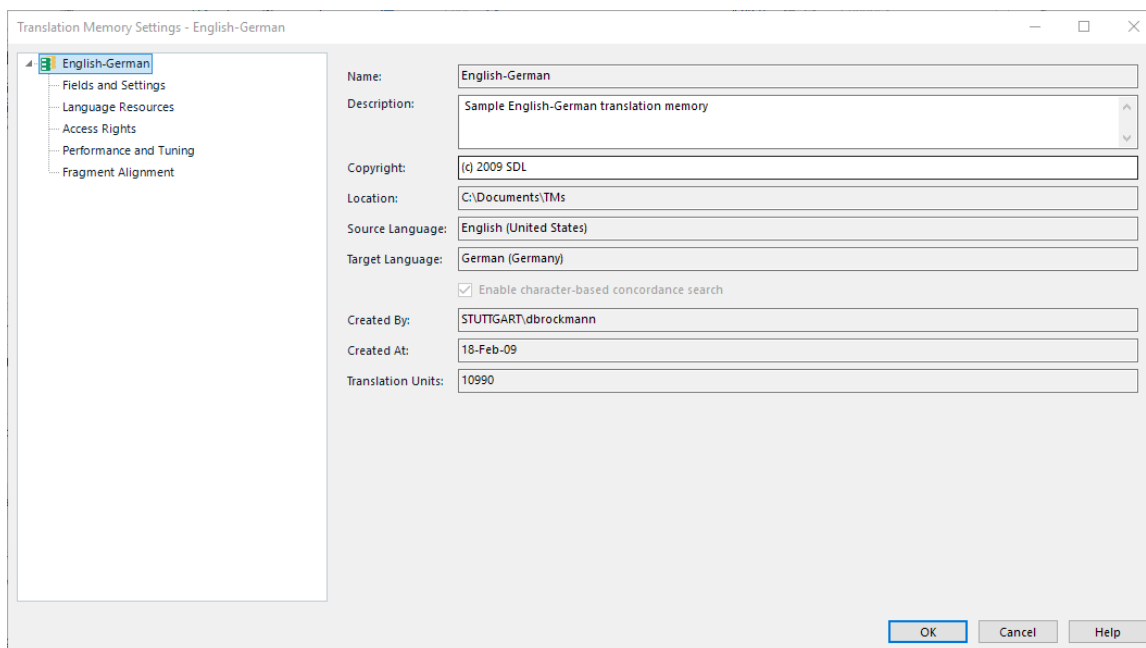 Translation Memory Settings - English-German
English-German
Fields and Settings
Language Resources
Access Rights
Performance and Tuning
Fragment Alignment
Name: English-German
Description: Sample English-German translation memory
Copyright: (c) 2009 SDL
Location: C:\Documents\TMs
Source Language: English (United States)
Target Language: German (Germany)
Enable character-based concordance search
Created By: STUTTGART\dbrockmann
Created At: 18-Feb-09
Translation Units: 10990
OK Cancel Help